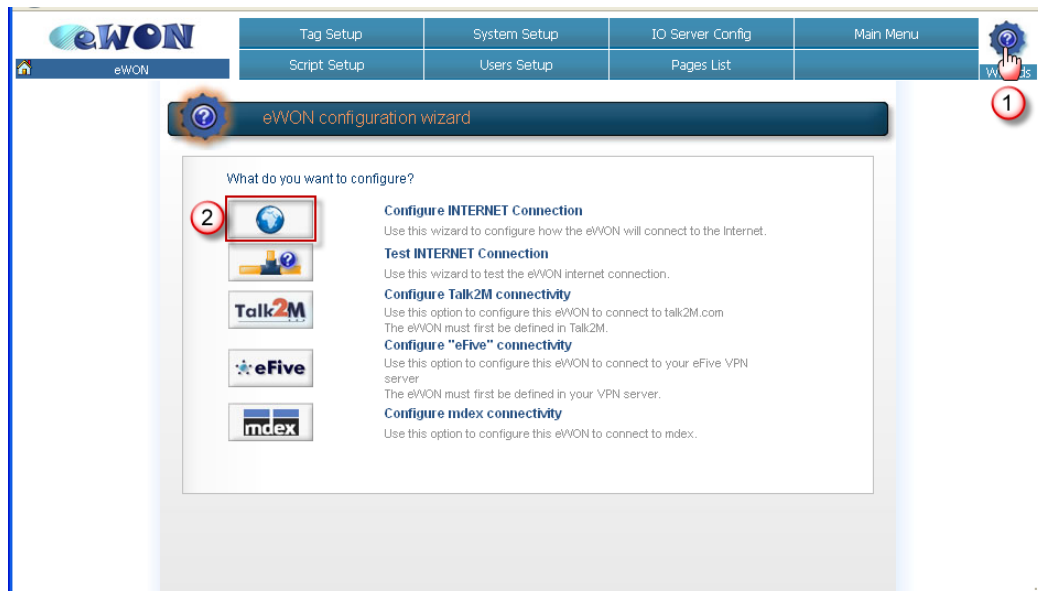 eWON
Tag Setup System Setup IO Server Config Main Menu
eWON Script Setup Users Setup Pages List
1
eWON configuration wizard
What do you want to configure?
2
Configure INTERNET Connection
Use this wizard to configure how the eWON will connect to the Internet.
Test INTERNET Connection
Use this wizard to test the eWON internet connection.
Talk2M
Configure Talk2M connectivity
Use this option to configure this eWON to connect to talk2M.com
The eWON must first be defined in Talk2M.
eFive
Configure "eFive" connectivity
Use this option to configure this eWON to connect to your eFive VPN
server
The eWON must first be defined in your VPN server.
mdex
Configure mdex connectivity
Use this option to configure this eWON to connect to mdex.